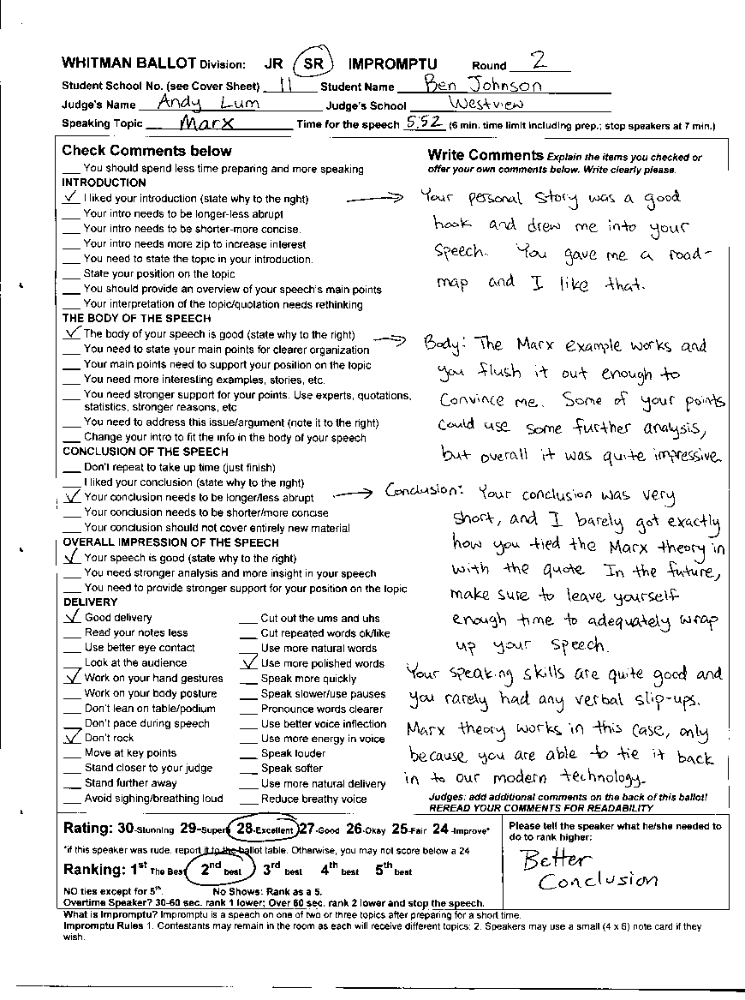 WHITMAN BALLOT Division: JR SR IMPROMPTU Round 2
Student School No. (see Cover Sheet) 11 Student Name Ben Johnson
Judge's Name Andy Lum Judge's School Westview
Speaking Topic Marx Time for the speech 5:52 (6 min. time limit including prep.; stop speakers at 7 min.)
Check Comments below
___ You should spend less time preparing and more speaking
INTRODUCTION
✓ I liked your introduction (state why to the right)
___ Your intro needs to be longer-less abrupt
___ Your intro needs to be shorter-more concise.
___ Your intro needs more zip to increase interest
___ You need to state the topic in your introduction.
___ State your position on the topic
___ You should provide an overview of your speech's main points
___ Your interpretation of the topic/quotation needs rethinking
THE BODY OF THE SPEECH
✓ The body of your speech is good (state why to the right)
___ You need to state your main points for clearer organization
___ Your main points need to support your position on the topic
___ You need more interesting examples, stories, etc.
___ You need stronger support for your points. Use experts, quotations,
statistics, stronger reasons, etc
___ You need to address this issue/argument (note it to the right)
___ Change your intro to fit the info in the body of your speech
CONCLUSION OF THE SPEECH
___ Don't repeat to take up time (just finish)
___ I liked your conclusion (state why to the right)
✓ Your conclusion needs to be longer/less abrupt
___ Your conclusion needs to be shorter/more concise
___ Your conclusion should not cover entirely new material
OVERALL IMPRESSION OF THE SPEECH
✓ Your speech is good (state why to the right)
___ You need stronger analysis and more insight in your speech
___ You need to provide stronger support for your position on the topic
DELIVERY
✓ Good delivery
___ Read your notes less
___ Use better eye contact
___ Look at the audience
✓ Work on your hand gestures
___ Work on your body posture
___ Don't lean on table/podium
___ Don't pace during speech
✓ Don't rock
___ Move at key points
___ Stand closer to your judge
___ Stand further away
___ Avoid sighing/breathing loud
___ Cut out the ums and uhs
___ Cut repeated words ok/like
___ Use more natural words
✓ Use more polished words
___ Speak more quickly
___ Speak slower/use pauses
___ Pronounce words clearer
___ Use better voice inflection
___ Use more energy in voice
___ Speak louder
___ Speak softer
___ Use more natural delivery
___ Reduce breathy voice
Write Comments Explain the items you checked or
offer your own comments below. Write clearly please.
Your personal story was a good
hook and drew me into your
speech. You gave me a road-
map and I like that.
Body: The Marx example works and
you flush it out enough to
convince me. Some of your points
could use some further analysis,
but overall it was quite impressive
Conclusion: Your conclusion was very
short, and I barely got exactly
how you tied the Marx theory in
with the quote. In the future,
make sure to leave yourself
enough time to adequately wrap
up your speech.
Your speaking skills are quite good and
you rarely had any verbal slip-ups.
Marx theory works in this case, only
because you are able to tie it back
in to our modern technology.
Judges: add additional comments on the back of this ballot!
REREAD YOUR COMMENTS FOR READABILITY
Rating: 30-Stunning 29-Super 28-Excellent 27-Good 26-Okay 25-Fair 24-Improve*
*if this speaker was rude, report it to the ballot table. Otherwise, you may not score below a 24
Ranking: 1st The Best 2nd best 3rd best 4th best 5th best
NO ties except for 5th. No Shows: Rank as a 5.
Overtime Speaker? 30-60 sec. rank 1 lower; Over 60 sec. rank 2 lower and stop the speech.
Please tell the speaker what he/she needed to
do to rank higher:
Better
Conclusion
What is Impromptu? Impromptu is a speech on one of two or three topics after preparing for a short time.
Impromptu Rules 1. Contestants may remain in the room as each will receive different topics: 2. Speakers may use a small (4 x 6) note card if they
wish.